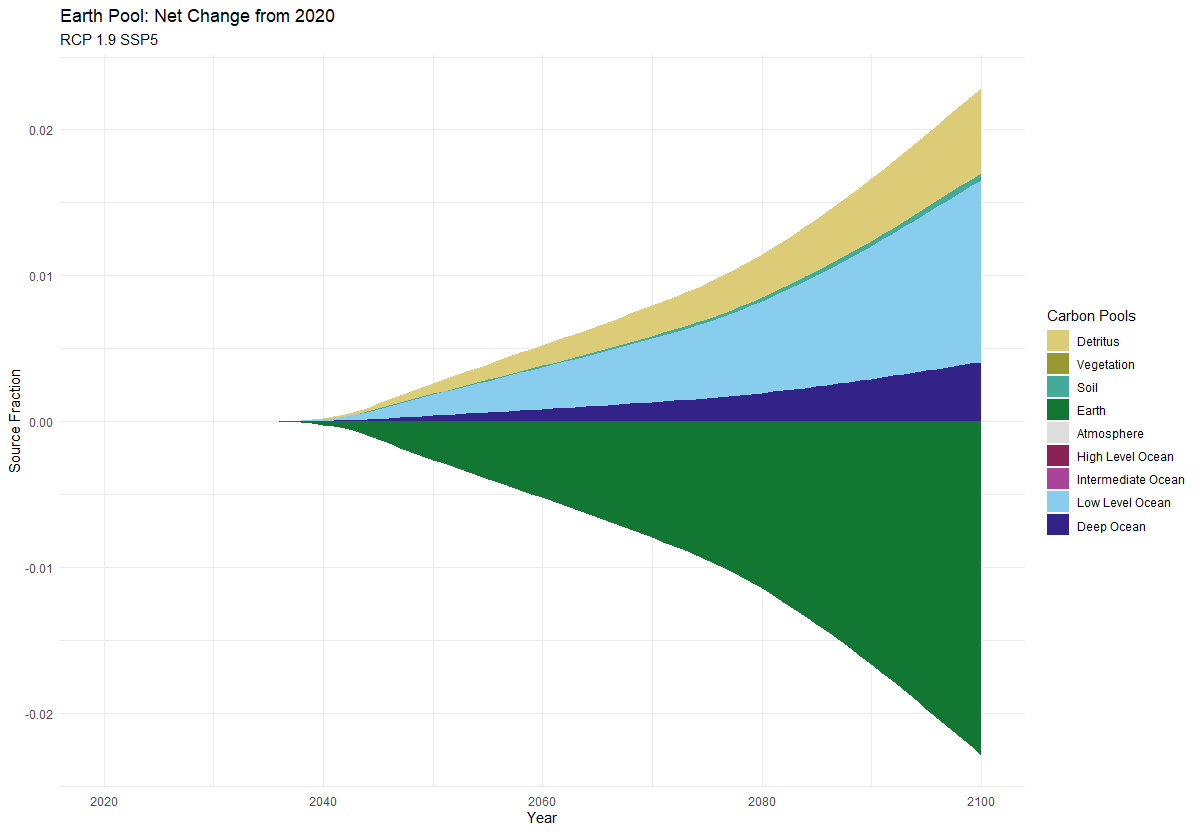 Earth Pool: Net Change from 2020
RCP 1.9 SSP5
Source Fraction
0.02
0.01
0.00
-0.01
-0.02
2020 2040 2060 2080 2100
Year
Carbon Pools
Detritus
Vegetation
Soil
Earth
Atmosphere
High Level Ocean
Intermediate Ocean
Low Level Ocean
Deep Ocean